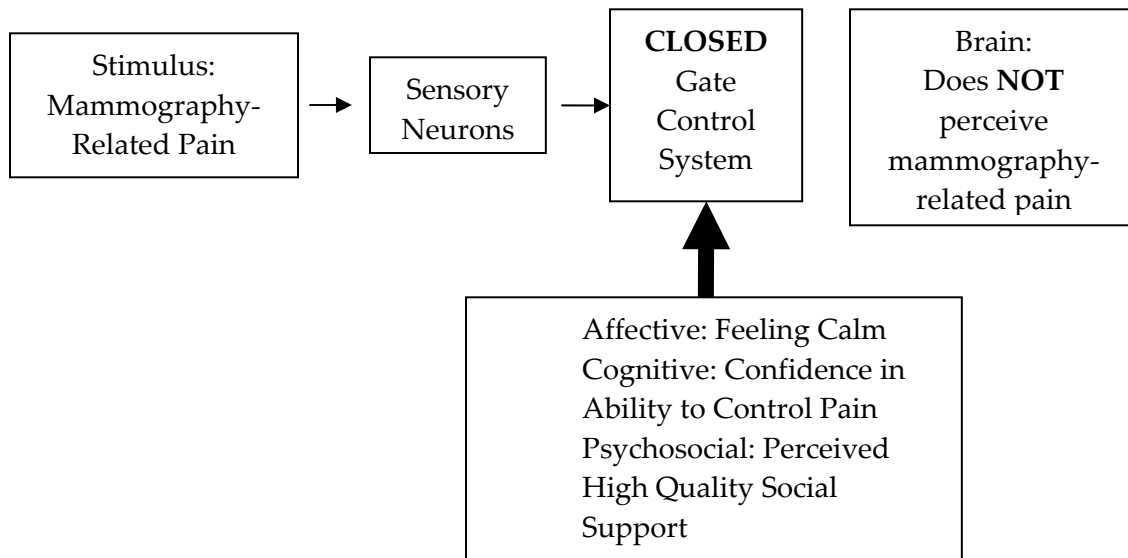 Stimulus:
Mammography-
Related Pain
Sensory
Neurons
CLOSED
Gate
Control
System
Brain:
Does NOT
perceive
mammography-
related pain
Affective: Feeling Calm
Cognitive: Confidence in
Ability to Control Pain
Psychosocial: Perceived
High Quality Social
Support